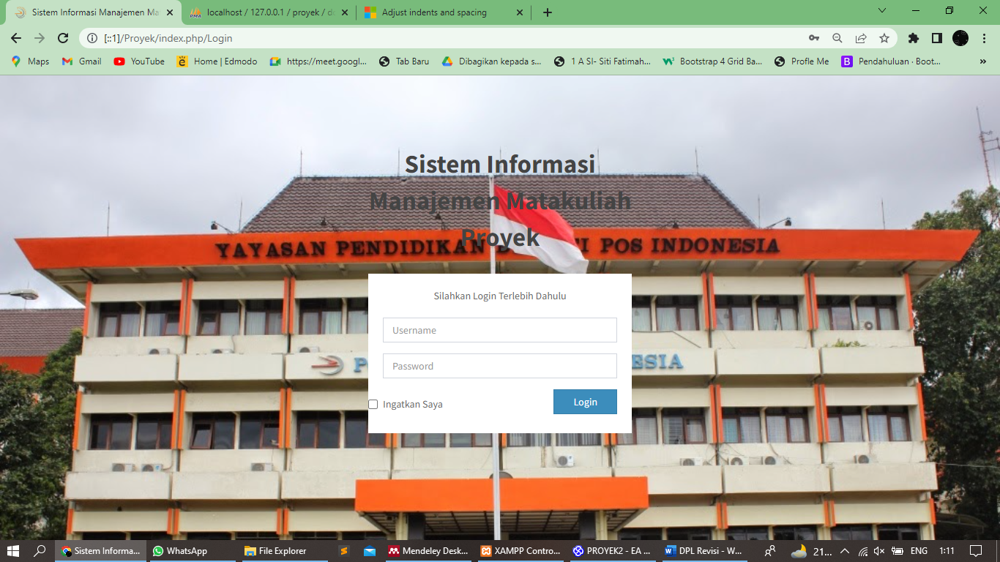 Sistem Informasi Manajemen Ma
localhost / 127.0.0.1 / proyek / do
Adjust indents and spacing
[::1]/Proyek/index.php/Login
Maps
Gmail
YouTube
Home | Edmodo
https://meet.googl...
Tab Baru
Dibagikan kepada s...
1 A SI- Siti Fatimah...
Bootstrap 4 Grid Ba...
Profle Me
Pendahuluan · Boot...
Sistem Informasi
Manajemen Matakuliah
Proyek
YAYASAN PENDIDIKAN POS INDONESIA
Silahkan Login Terlebih Dahulu
Username
Password
Ingatkan Saya
Login
Sistem Informa...
WhatsApp
File Explorer
Mendeley Desk...
XAMPP Contro...
PROYEK2 - EA ...
DPL Revisi - W...
21...
ENG
1:11